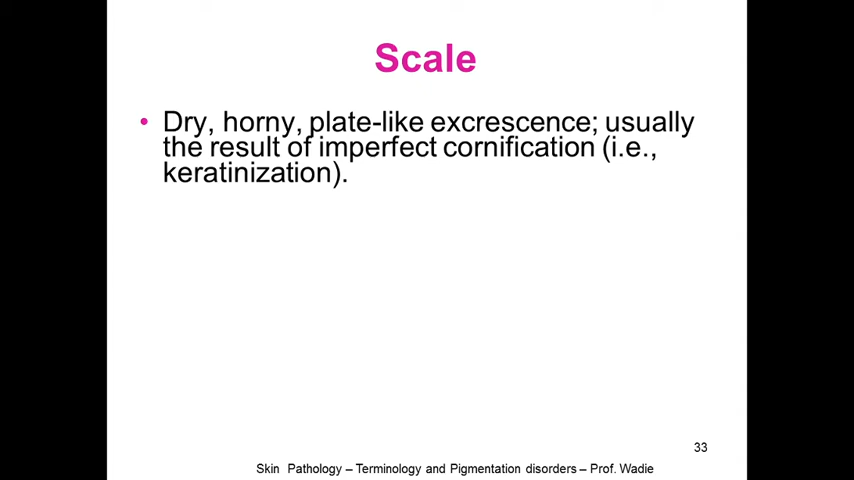 Scale
• Dry, horny, plate-like excrescence; usually
the result of imperfect cornification (i.e.,
keratinization).
33
Skin Pathology – Terminology and Pigmentation disorders – Prof. Wadie